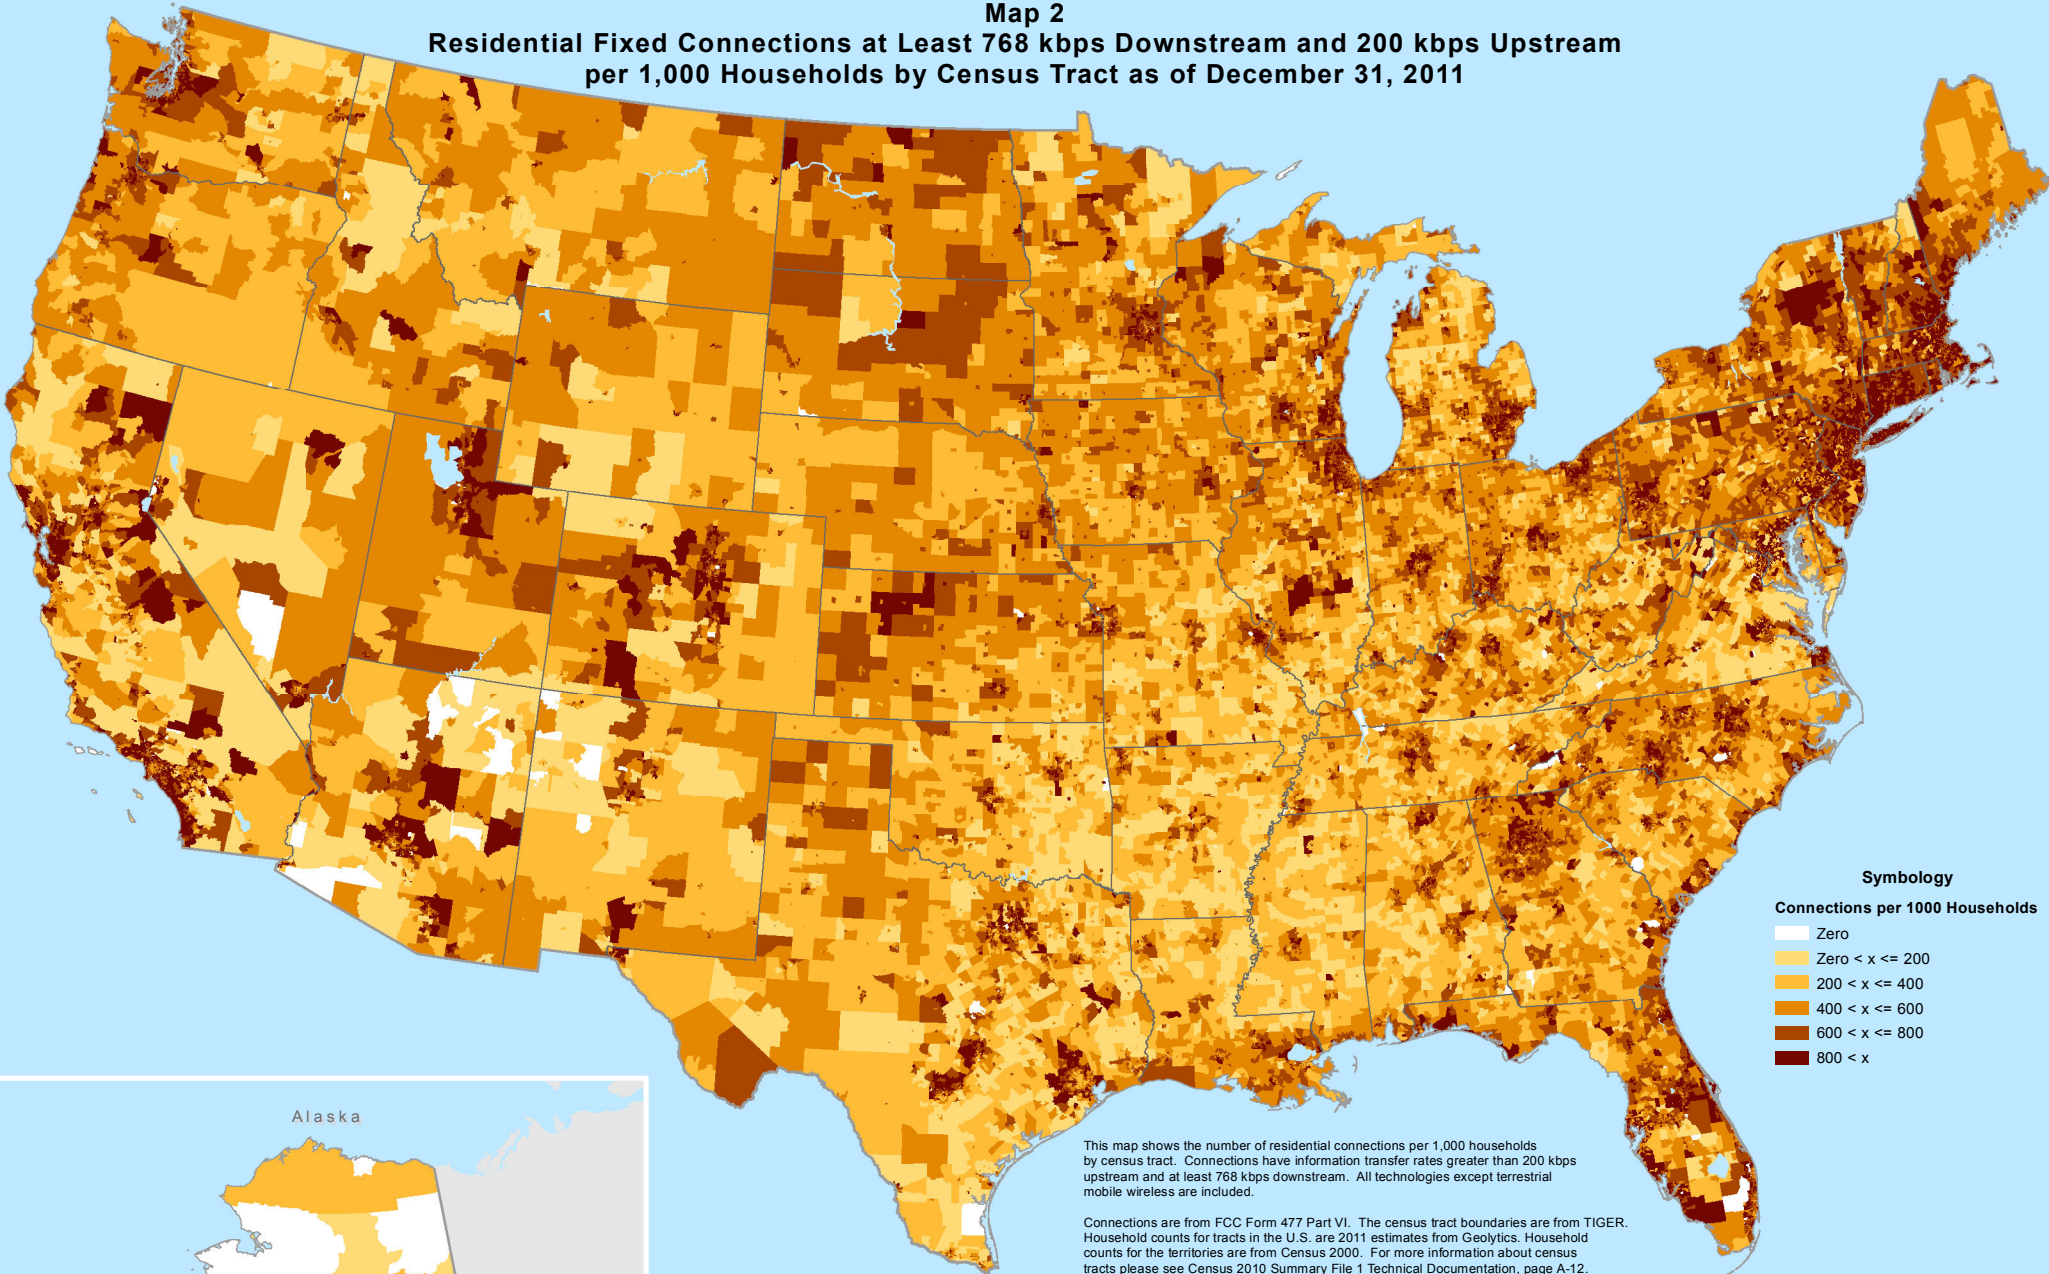 Map 2
Residential Fixed Connections at Least 768 kbps Downstream and 200 kbps Upstream
per 1,000 Households by Census Tract as of December 31, 2011
Symbology
Connections per 1000 Households
Zero
Zero < x <= 200
200 < x <= 400
400 < x <= 600
600 < x <= 800
800 < x
Alaska
This map shows the number of residential connections per 1,000 households
by census tract. Connections have information transfer rates greater than 200 kbps
upstream and at least 768 kbps downstream. All technologies except terrestrial
mobile wireless are included.
Connections are from FCC Form 477 Part VI. The census tract boundaries are from TIGER.
Household counts for tracts in the U.S. are 2011 estimates from Geolytics. Household
counts for the territories are from Census 2000. For more information about census
tracts please see Census 2010 Summary File 1 Technical Documentation, page A-12.